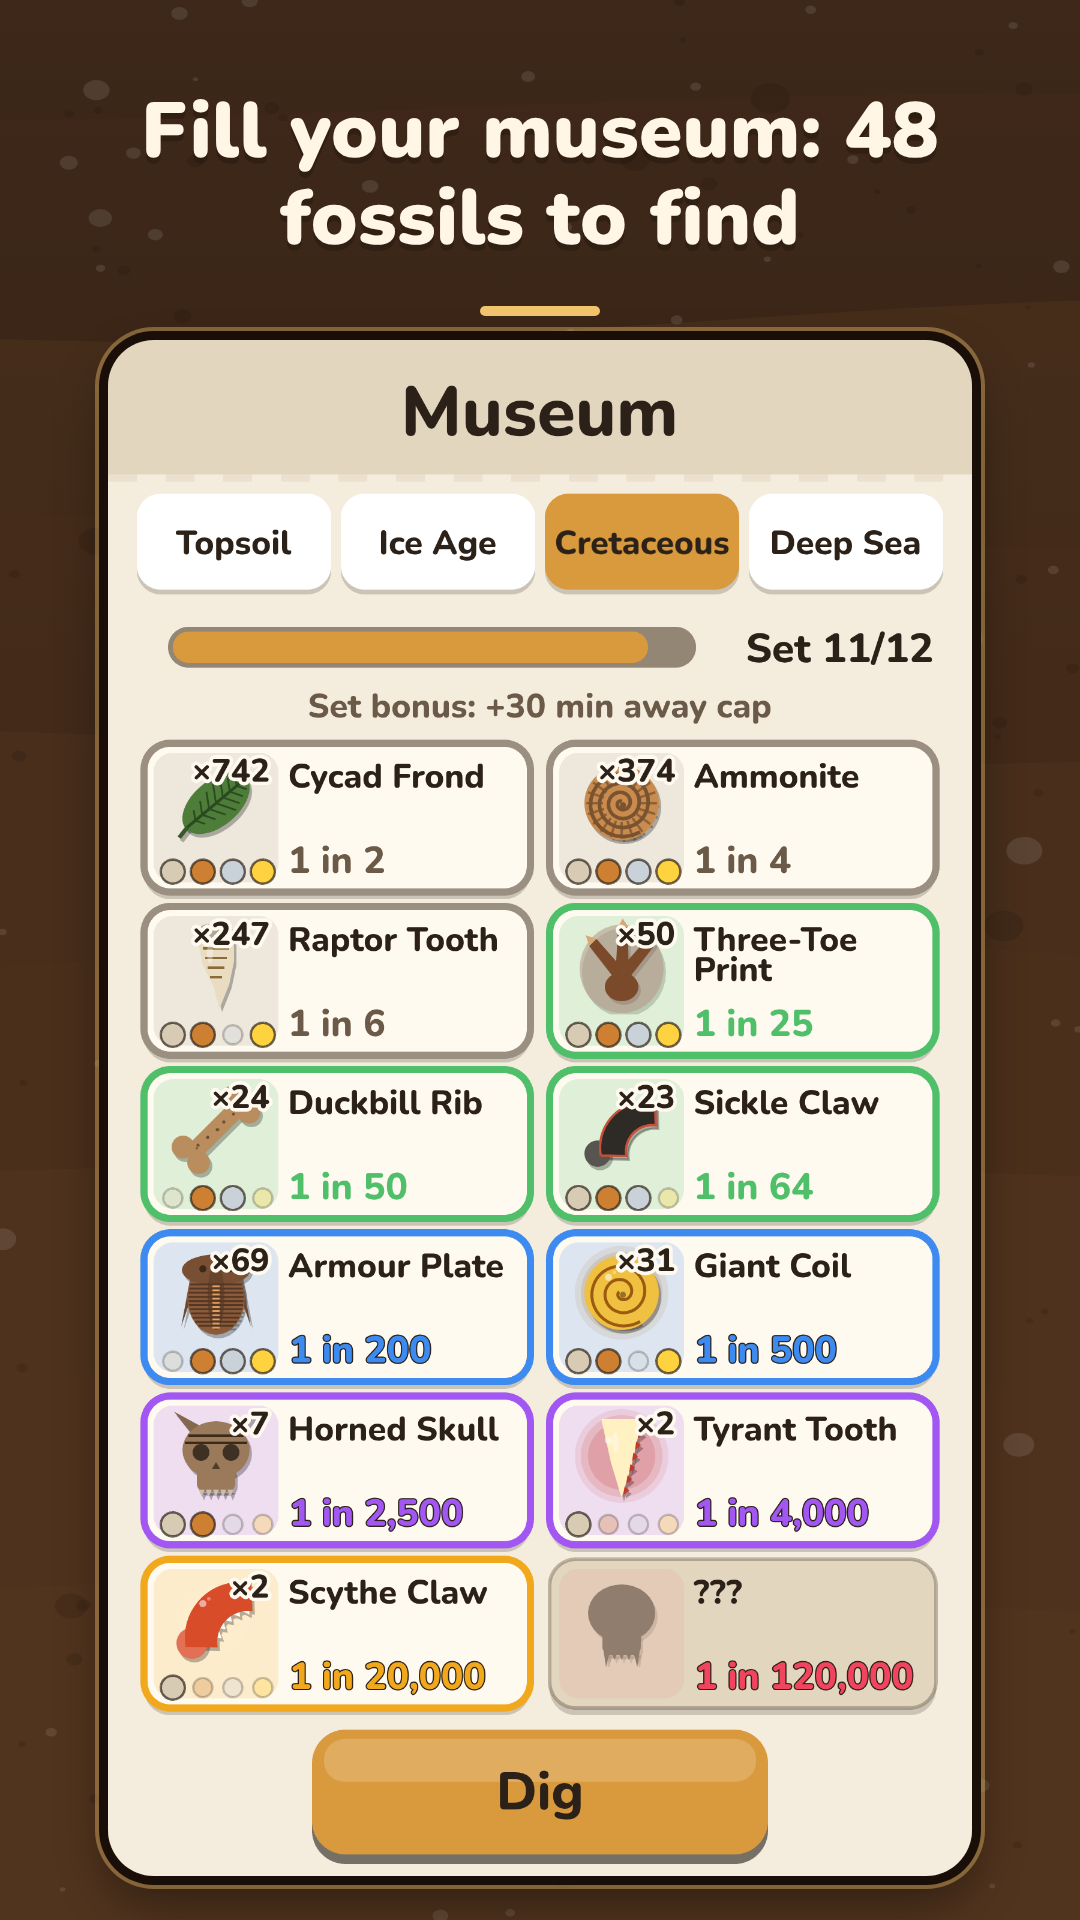 Fill your museum: 48
fossils to find
Museum
Topsoil
Ice Age
Cretaceous
Deep Sea
Set 11/12
Set bonus: +30 min away cap
×742
Cycad Frond
1 in 2
×374
Ammonite
1 in 4
×247
Raptor Tooth
1 in 6
×50
Three-Toe
Print
1 in 25
×24
Duckbill Rib
1 in 50
×23
Sickle Claw
1 in 64
×69
Armour Plate
1 in 200
×31
Giant Coil
1 in 500
×7
Horned Skull
1 in 2,500
×2
Tyrant Tooth
1 in 4,000
×2
Scythe Claw
1 in 20,000
???
1 in 120,000
Dig